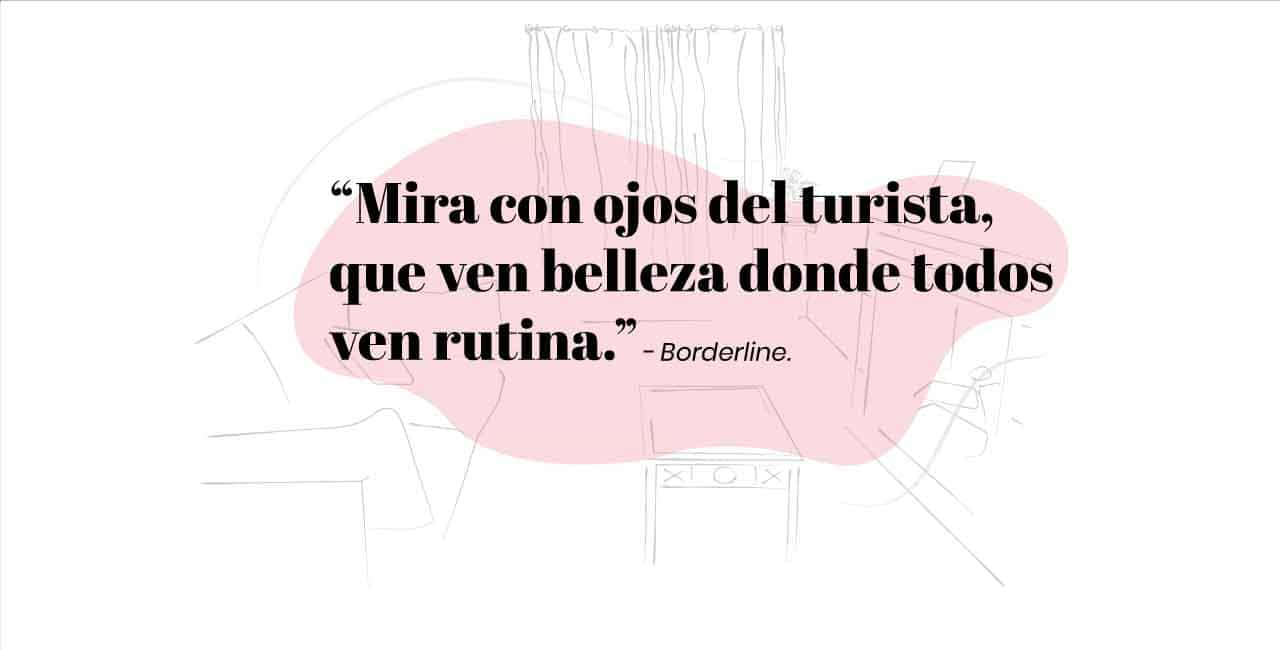 “Mira con ojos del turista,
que ven belleza donde todos
ven rutina.” - Borderline.